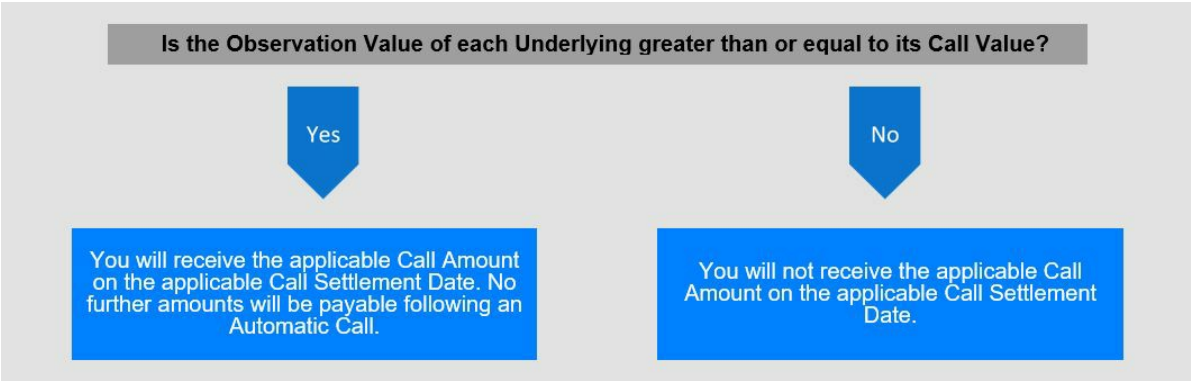 Is the Observation Value of each Underlying greater than or equal to its Call Value?
Yes
No
You will receive the applicable Call Amount
on the applicable Call Settlement Date. No
further amounts will be payable following an
Automatic Call.
You will not receive the applicable Call
Amount on the applicable Call Settlement
Date.